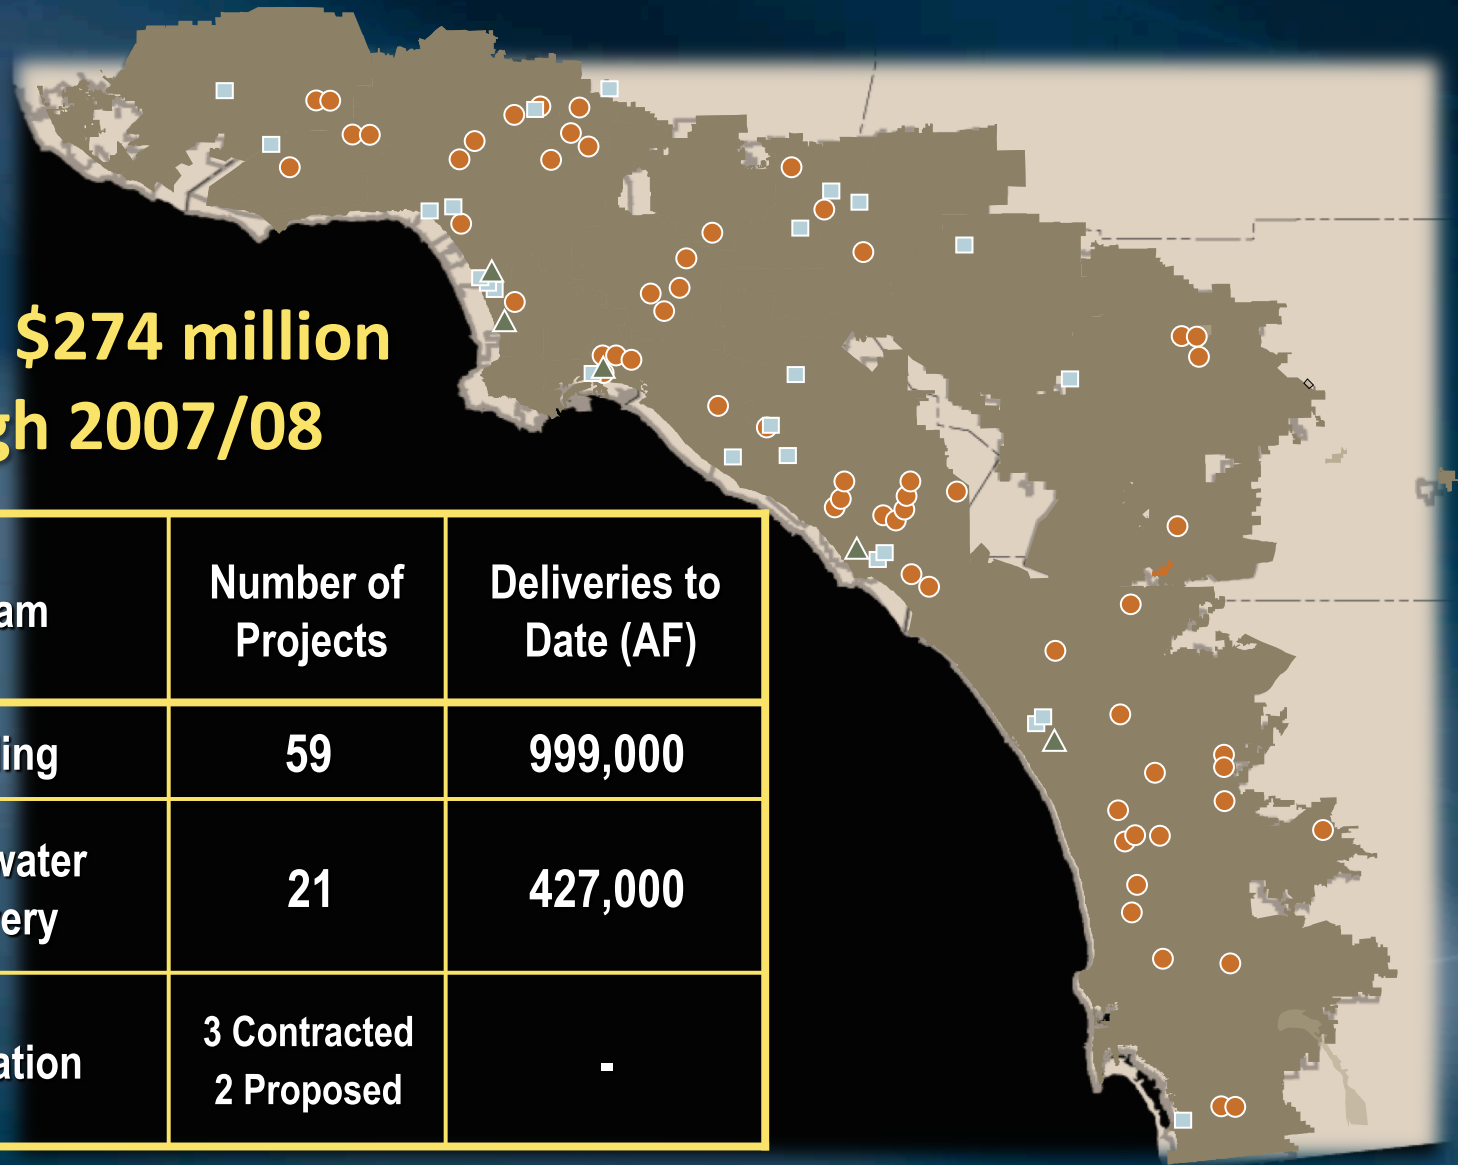 $274 million
gh 2007/08
am
Number of
Projects
Deliveries to
Date (AF)
ing
59
999,000
water
ery
21
427,000
ation
3 Contracted
2 Proposed
-